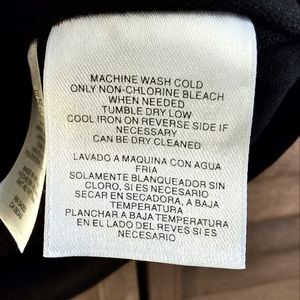 MACHINE WASH COLD
ONLY NON-CHLORINE BLEACH
WHEN NEEDED
TUMBLE DRY LOW
COOL IRON ON REVERSE SIDE IF
NECESSARY
CAN BE DRY CLEANED
LAVADO A MAQUINA CON AGUA
FRIA
SOLAMENTE BLANQUEADOR SIN
CLORO, SI ES NECESARIO
SECAR EN SECADORA, A BAJA
TEMPERATURA
PLANCHAR A BAJA TEMPERATURA
EN EL LADO DEL REVES SI ES
NECESARIO